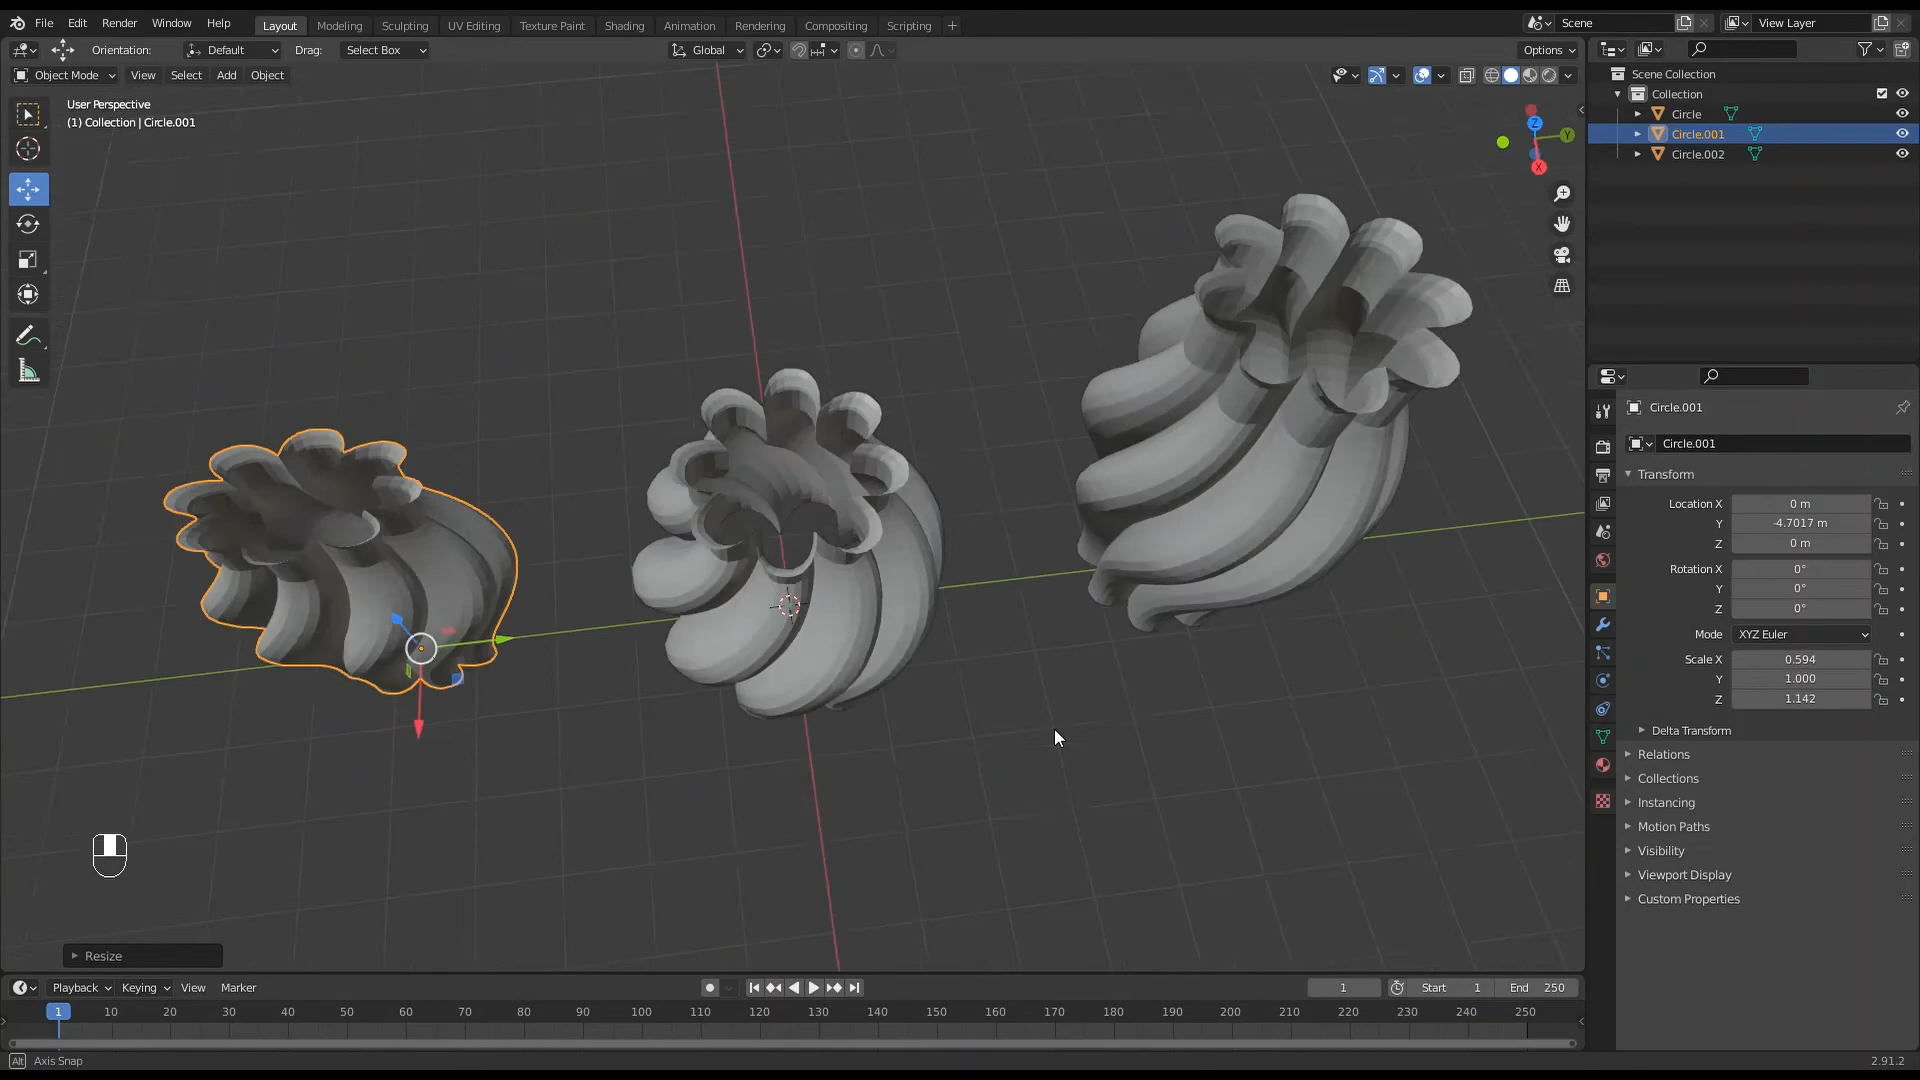 File Edit Render Window Help Layout Modeling Sculpting UV Editing Texture Paint Shading Animation Rendering Compositing Scripting + Scene View Layer
Orientation: Default Drag: Select Box Global Options
Object Mode View Select Add Object
User Perspective
(1) Collection | Circle.001
Z
Y
X
Resize
Scene Collection
Collection
Circle
Circle.001
Circle.002
Circle.001
Circle.001
Transform
Location X 0 m
Y -4.7017 m
Z 0 m
Rotation X 0°
Y 0°
Z 0°
Mode XYZ Euler
Scale X 0.594
Y 1.000
Z 1.142
Delta Transform
Relations
Collections
Instancing
Motion Paths
Visibility
Viewport Display
Custom Properties
Playback Keying View Marker 1 Start 1 End 250
1 10 20 30 40 50 60 70 80 90 100 110 120 130 140 150 160 170 180 190 200 210 220 230 240 250
Alt Axis Snap 2.91.2